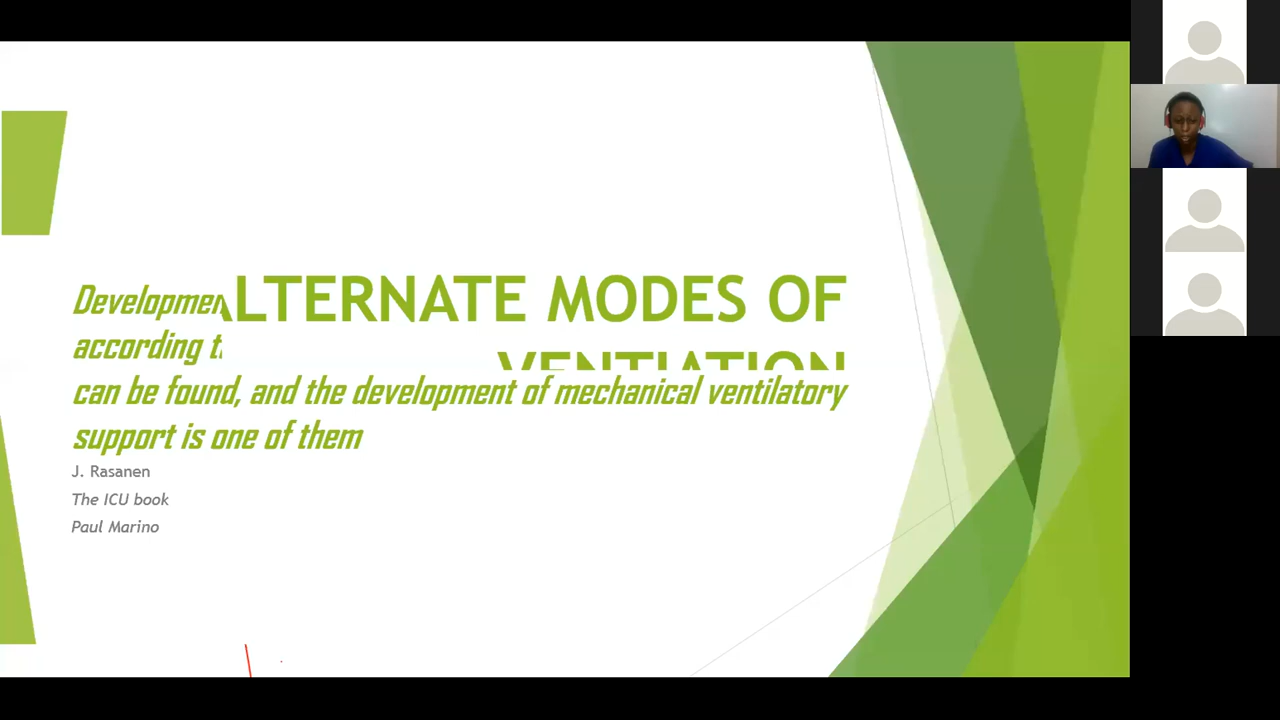 ALTERNATE MODES OF
VENTIATION
according
can be found, and the development of mechanical ventilatory
support is one of them
J. Rasanen
The ICU book
Paul Marino